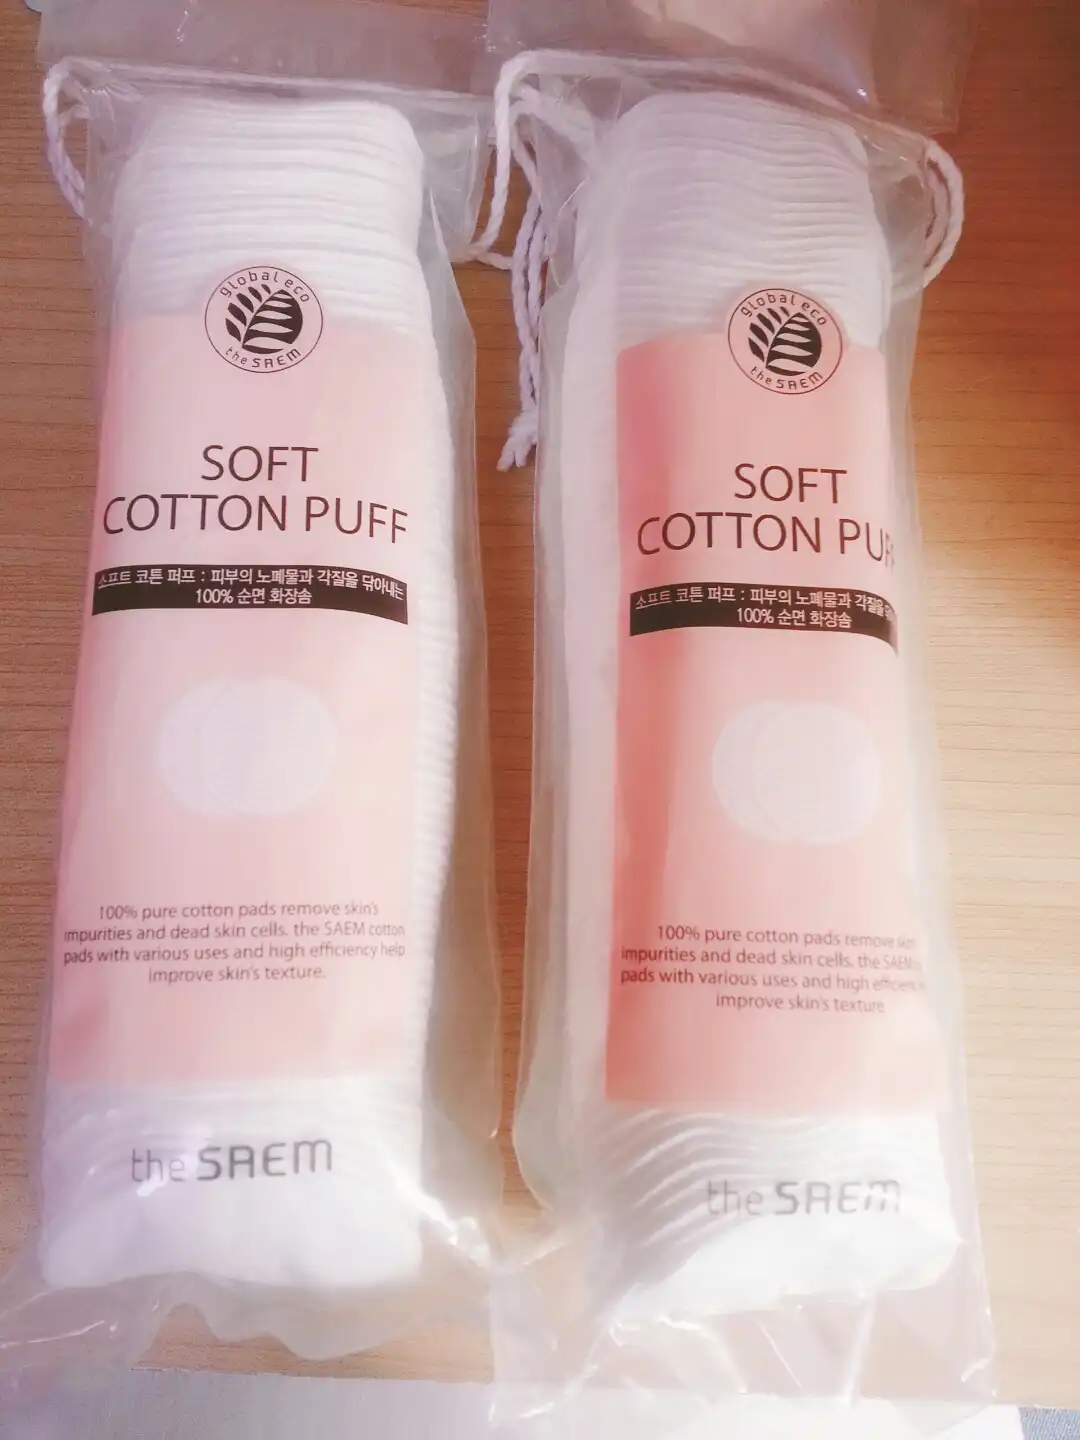 global eco
the SAEM
SOFT
COTTON PUFF
소프트 코튼 퍼프 : 피부의 노폐물과 각질을 닦아내는
100% 순면 화장솜
100% pure cotton pads remove skin's
impurities and dead skin cells. the SAEM cotton
pads with various uses and high efficiency help
improve skin's texture.
the SAEM
global eco
the SAEM
SOFT
COTTON
소프트 코튼 퍼프 : 피부의 노폐물과 각질을
100% 순면 화장솜
100% pure cotton pads remove skin
impurities and dead skin cells. the SAEM
pads with various uses and high
improve skin's texture
the SAEM